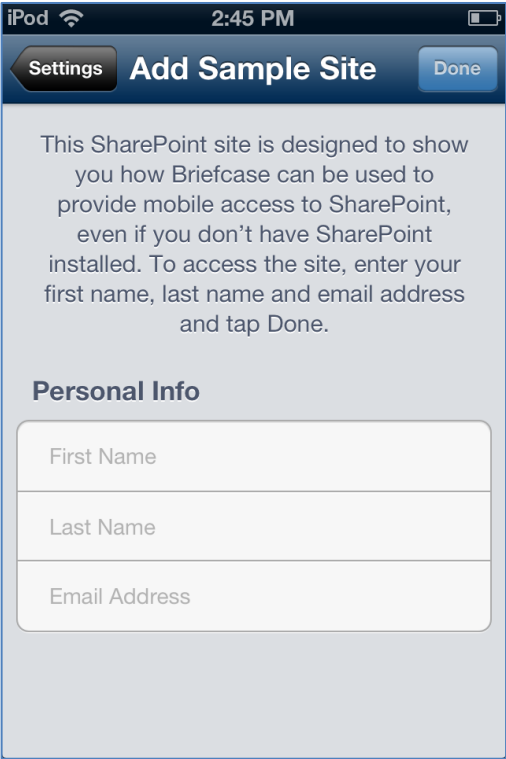 iPod 2:45 PM
Settings Add Sample Site Done
This SharePoint site is designed to show
you how Briefcase can be used to
provide mobile access to SharePoint,
even if you don’t have SharePoint
installed. To access the site, enter your
first name, last name and email address
and tap Done.
Personal Info
First Name
Last Name
Email Address